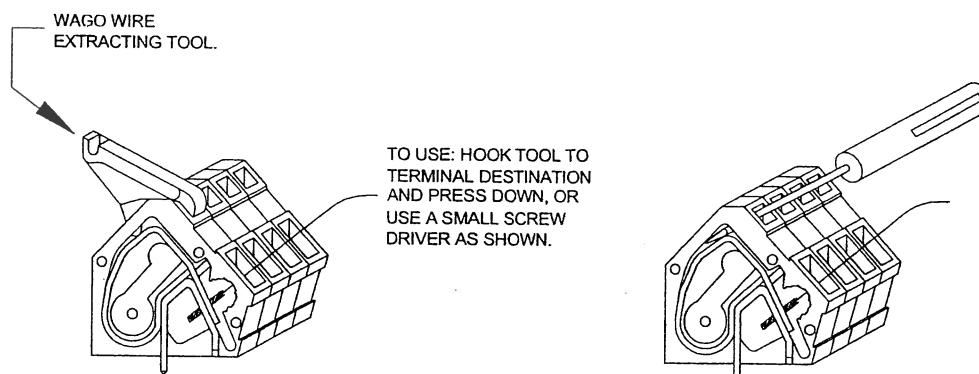 WAGO WIRE
EXTRACTING TOOL.
TO USE: HOOK TOOL TO
TERMINAL DESTINATION
AND PRESS DOWN, OR
USE A SMALL SCREW
DRIVER AS SHOWN.